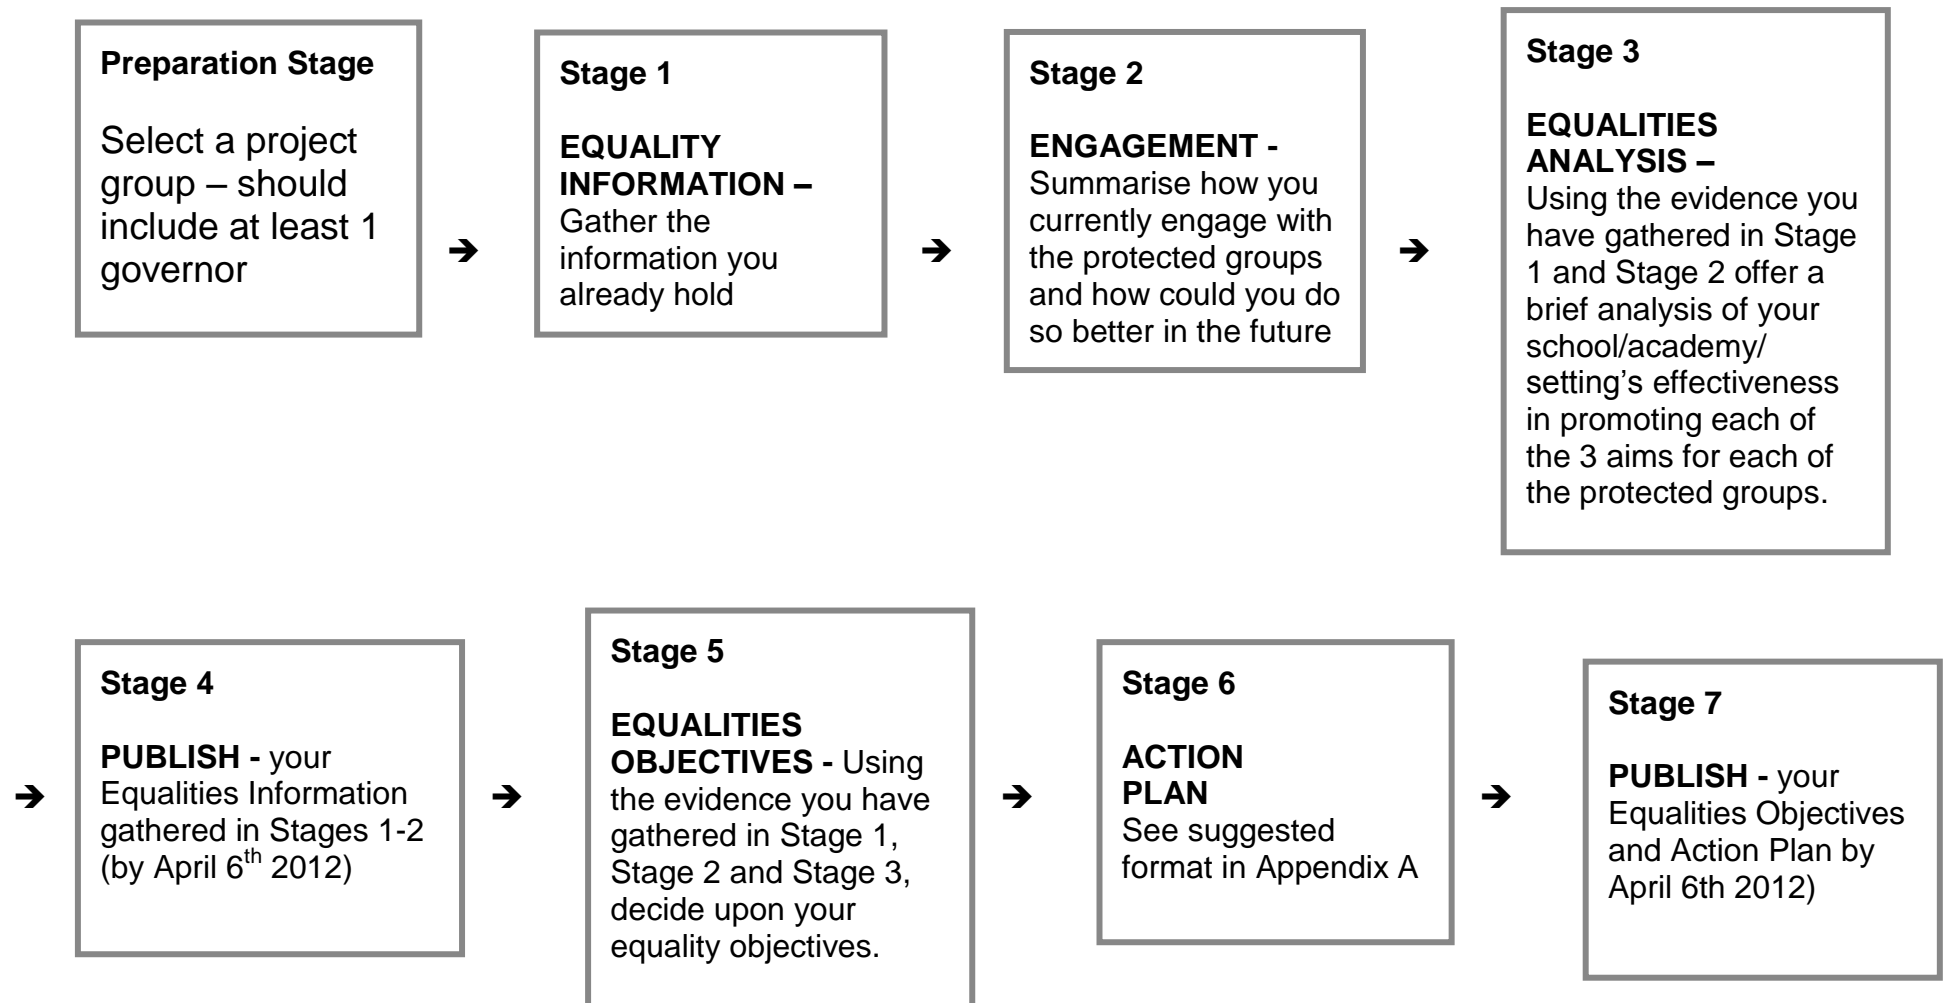 Preparation Stage
Select a project
group – should
include at least 1
governor
➔
Stage 1
EQUALITY
INFORMATION –
Gather the
information you
already hold
➔
Stage 2
ENGAGEMENT -
Summarise how you
currently engage with
the protected groups
and how could you do
so better in the future
➔
Stage 3
EQUALITIES
ANALYSIS –
Using the evidence you
have gathered in Stage
1 and Stage 2 offer a
brief analysis of your
school/academy/
setting’s effectiveness
in promoting each of
the 3 aims for each of
the protected groups.
➔
Stage 4
PUBLISH - your
Equalities Information
gathered in Stages 1-2
(by April 6th 2012)
➔
Stage 5
EQUALITIES
OBJECTIVES - Using
the evidence you have
gathered in Stage 1,
Stage 2 and Stage 3,
decide upon your
equality objectives.
➔
Stage 6
ACTION
PLAN
See suggested
format in Appendix A
➔
Stage 7
PUBLISH - your
Equalities Objectives
and Action Plan by
April 6th 2012)